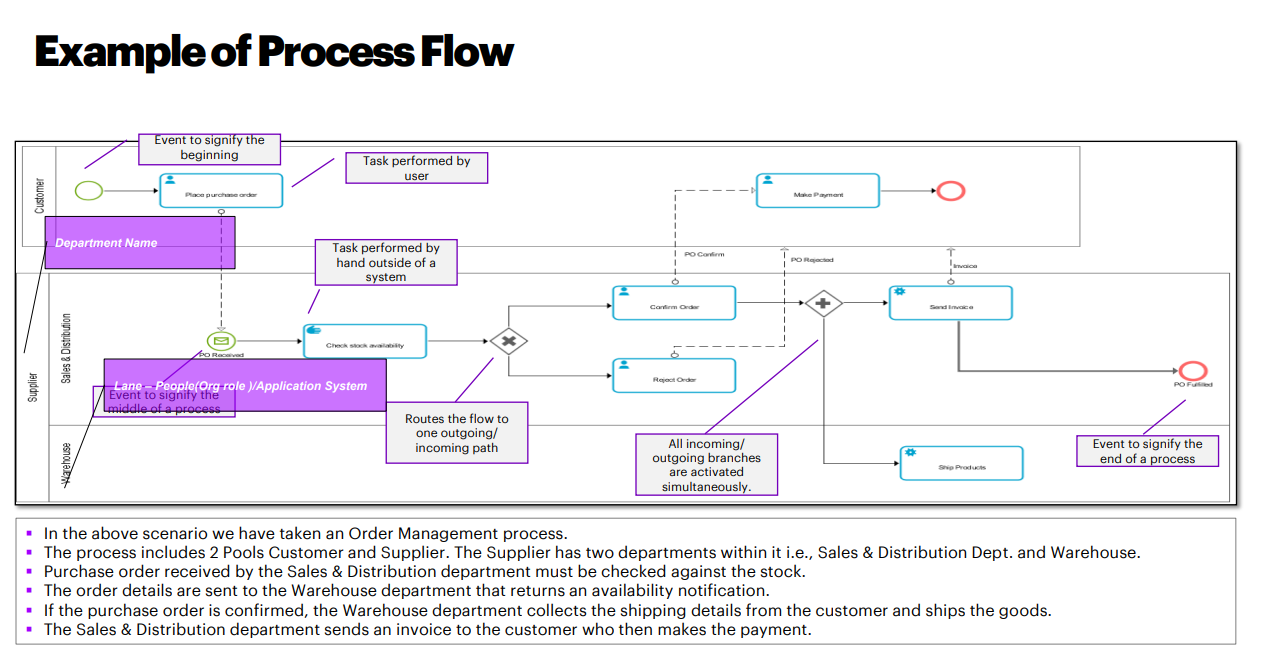 Example of Process Flow
Event to signify the
beginning
Task performed by
user
Customer
Place purchase order
Make Payment
Department Name
Task performed by
hand outside of a
system
PO Confirm
PO Rejected
Invoice
Supplier
Sales & Distribution
PO Received
Check stock availability
Confirm Order
Send Invoice
Reject Order
PO Fulfilled
Lane – People(Org role )/Application System
Event to signify the
middle of a process
Routes the flow to
one outgoing/
incoming path
All incoming/
outgoing branches
are activated
simultaneously.
Event to signify the
end of a process
Warehouse
Ship Products
In the above scenario we have taken an Order Management process.
The process includes 2 Pools Customer and Supplier. The Supplier has two departments within it i.e., Sales & Distribution Dept. and Warehouse.
Purchase order received by the Sales & Distribution department must be checked against the stock.
The order details are sent to the Warehouse department that returns an availability notification.
If the purchase order is confirmed, the Warehouse department collects the shipping details from the customer and ships the goods.
The Sales & Distribution department sends an invoice to the customer who then makes the payment.